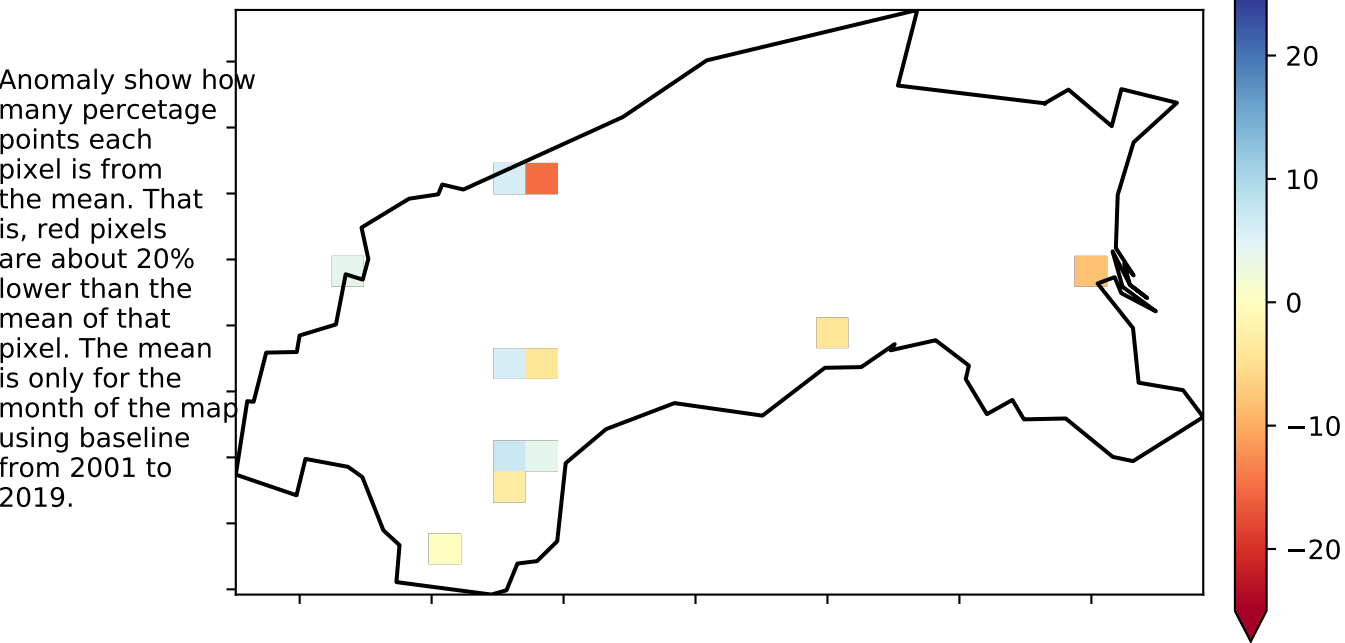 Anomaly show how
many percetage
points each
pixel is from
the mean. That
is, red pixels
are about 20%
lower than the
mean of that
pixel. The mean
is only for the
month of the map
using baseline
from 2001 to
2019.
20
10
0
−10
−20